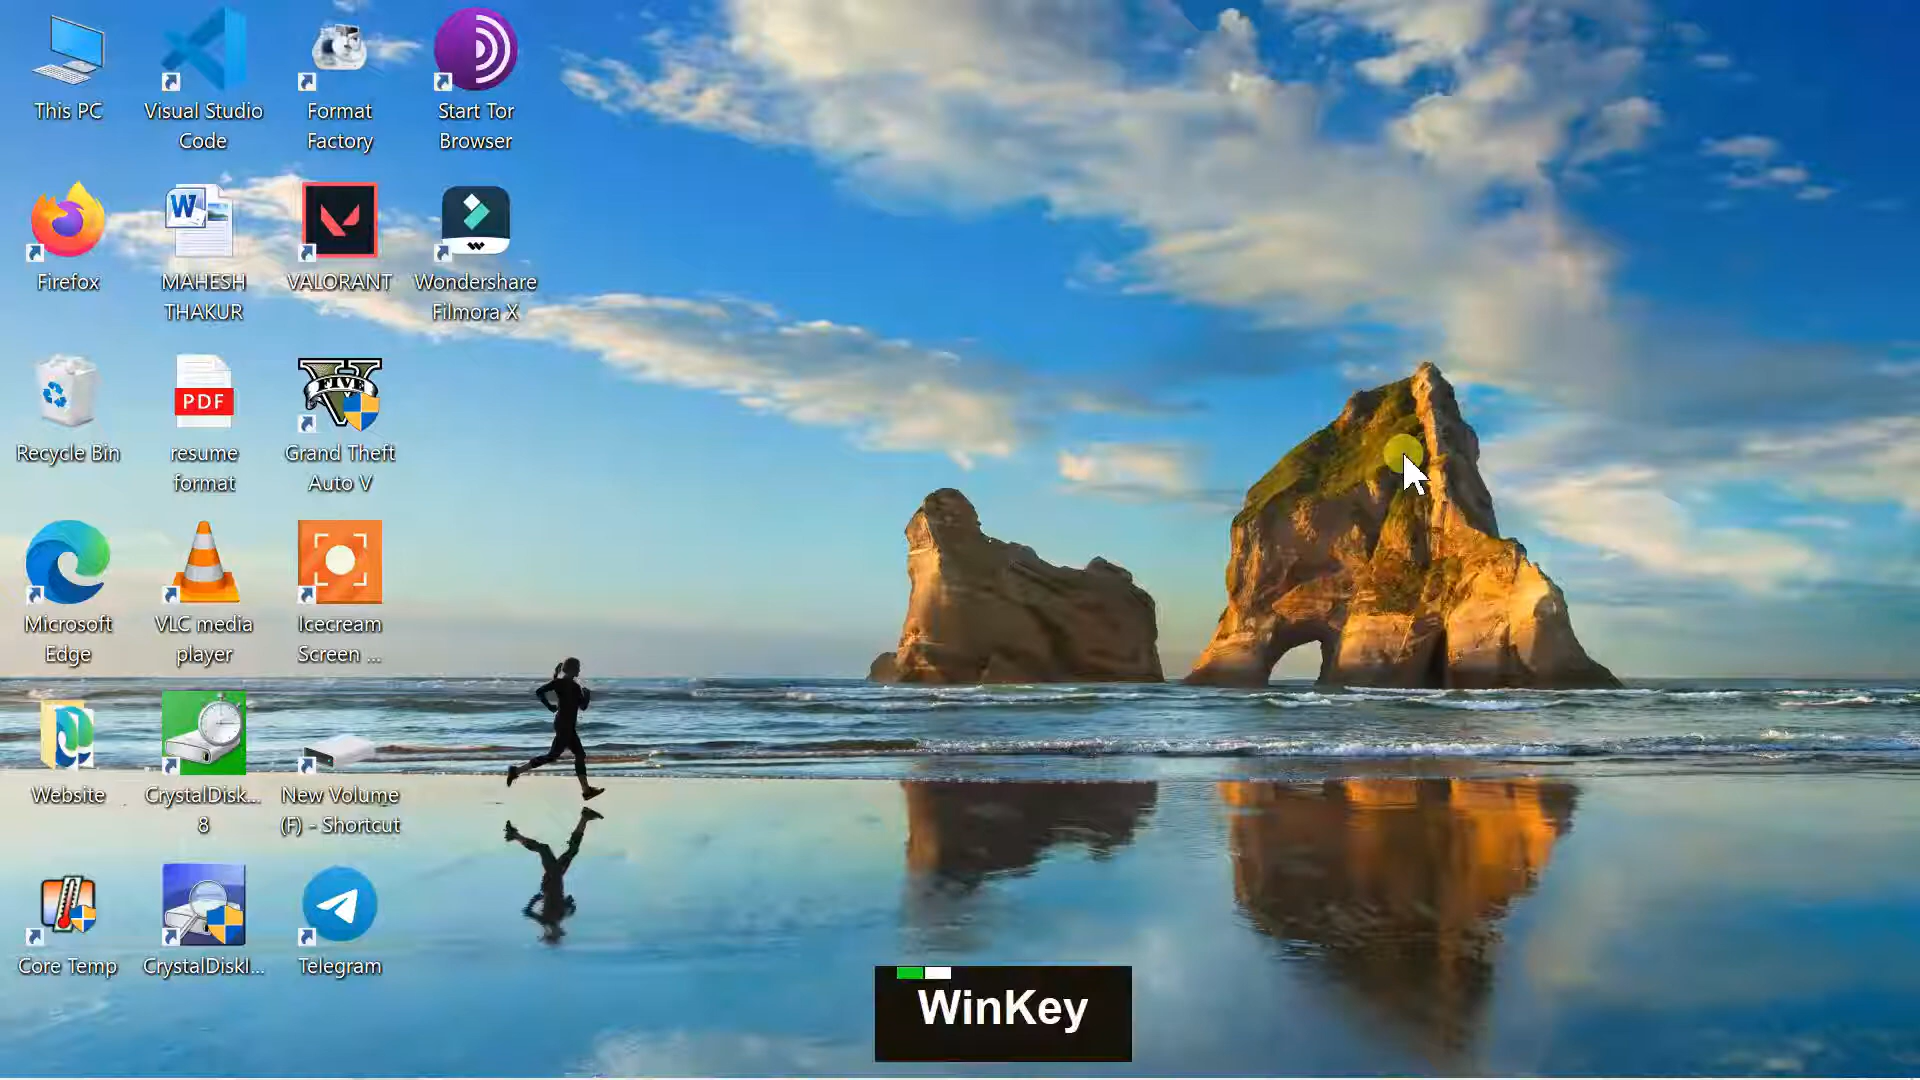 This PC
Visual Studio
Code
Format
Factory
Start Tor
Browser
Firefox
W
MAHESH
THAKUR
VALORANT
Wondershare
Filmora X
Recycle Bin
PDF
resume
format
FIVE
Grand Theft
Auto V
Microsoft
Edge
VLC media
player
Icecream
Screen ...
Website
CrystalDisk...
8
New Volume
(F) - Shortcut
Core Temp
CrystalDiskI...
Telegram
WinKey